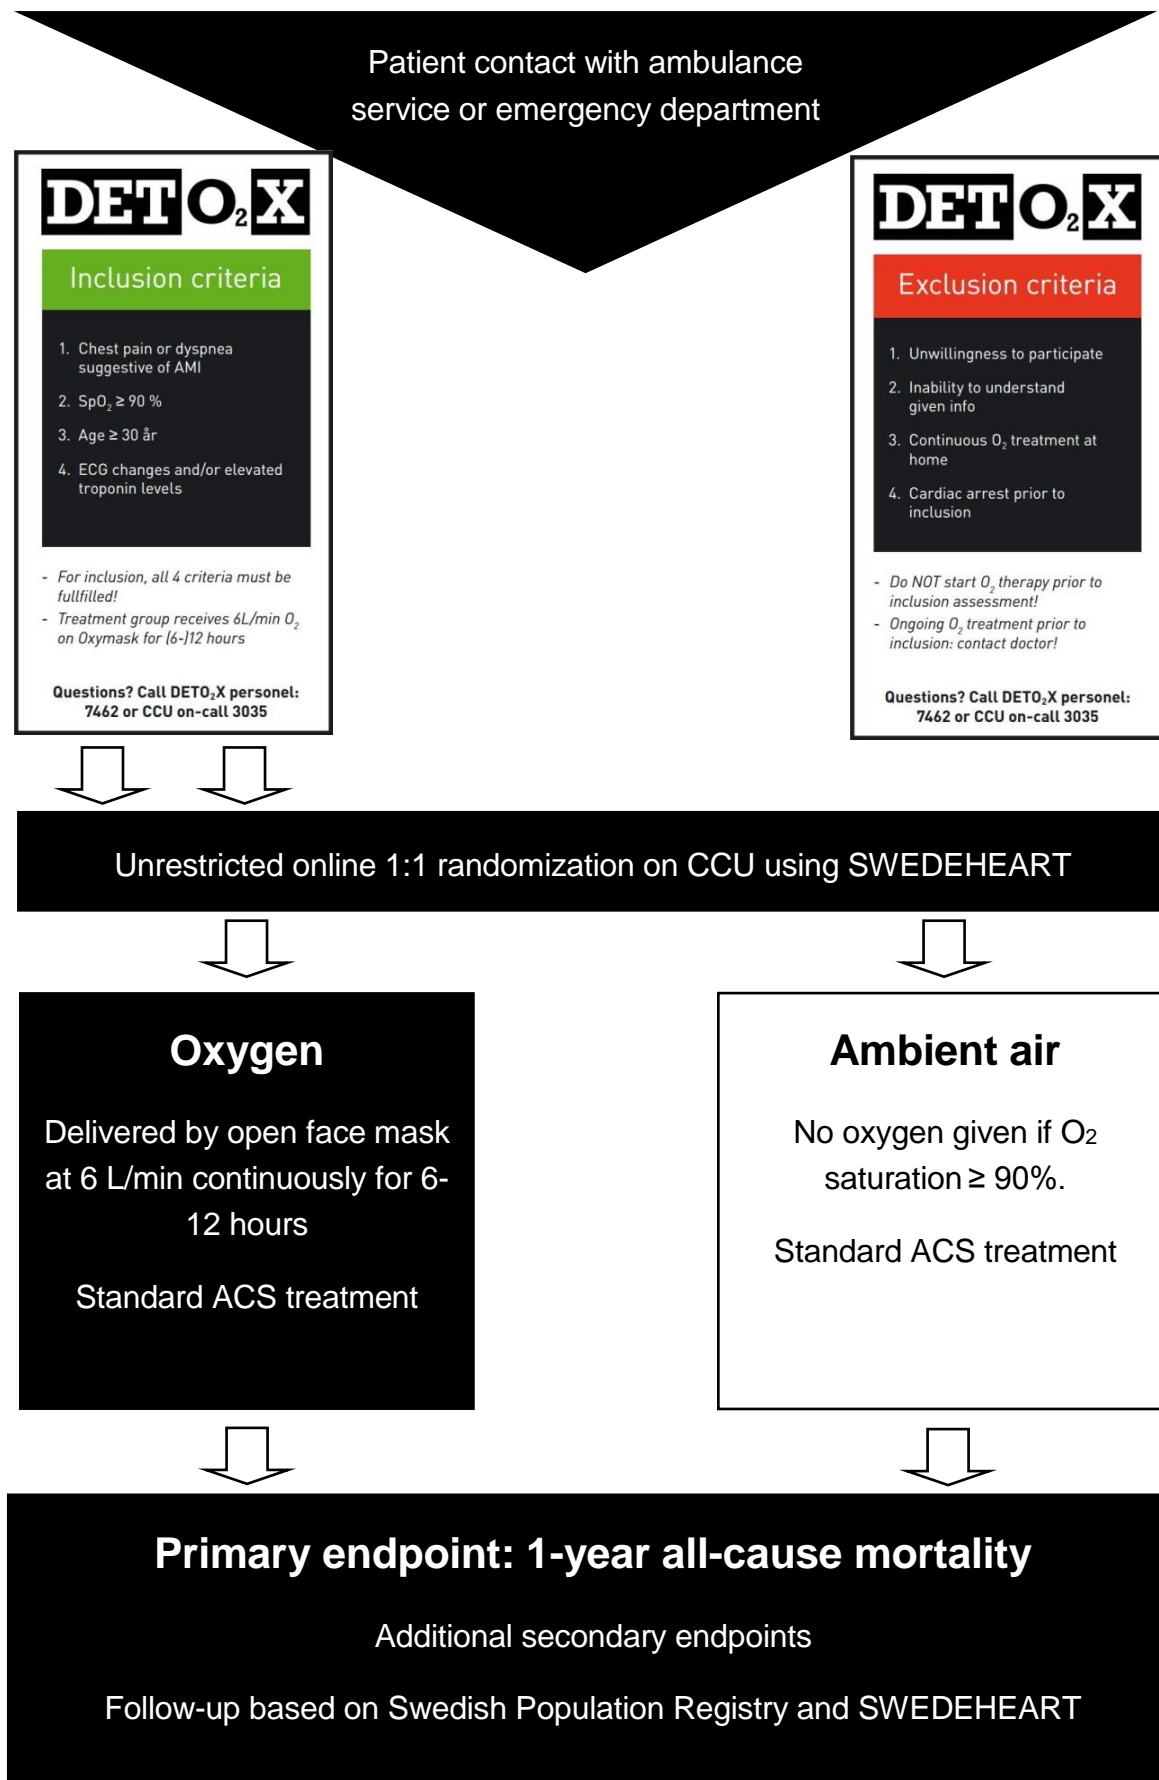 Patient contact with ambulance
service or emergency department
DETO₂X
Inclusion criteria
1. Chest pain or dyspnea
suggestive of AMI
2. SpO₂ ≥ 90 %
3. Age ≥ 30 år
4. ECG changes and/or elevated
troponin levels
- For inclusion, all 4 criteria must be
fullfilled!
- Treatment group receives 6L/min O₂
on Oxymask for (6-)12 hours
Questions? Call DETO₂X personel:
7462 or CCU on-call 3035
DETO₂X
Exclusion criteria
1. Unwillingness to participate
2. Inability to understand
given info
3. Continuous O₂ treatment at
home
4. Cardiac arrest prior to
inclusion
- Do NOT start O₂ therapy prior to
inclusion assessment!
- Ongoing O₂ treatment prior to
inclusion: contact doctor!
Questions? Call DETO₂X personel:
7462 or CCU on-call 3035
Unrestricted online 1:1 randomization on CCU using SWEDEHEART
Oxygen
Delivered by open face mask
at 6 L/min continuously for 6-
12 hours
Standard ACS treatment
Ambient air
No oxygen given if O₂
saturation ≥ 90%.
Standard ACS treatment
Primary endpoint: 1-year all-cause mortality
Additional secondary endpoints
Follow-up based on Swedish Population Registry and SWEDEHEART